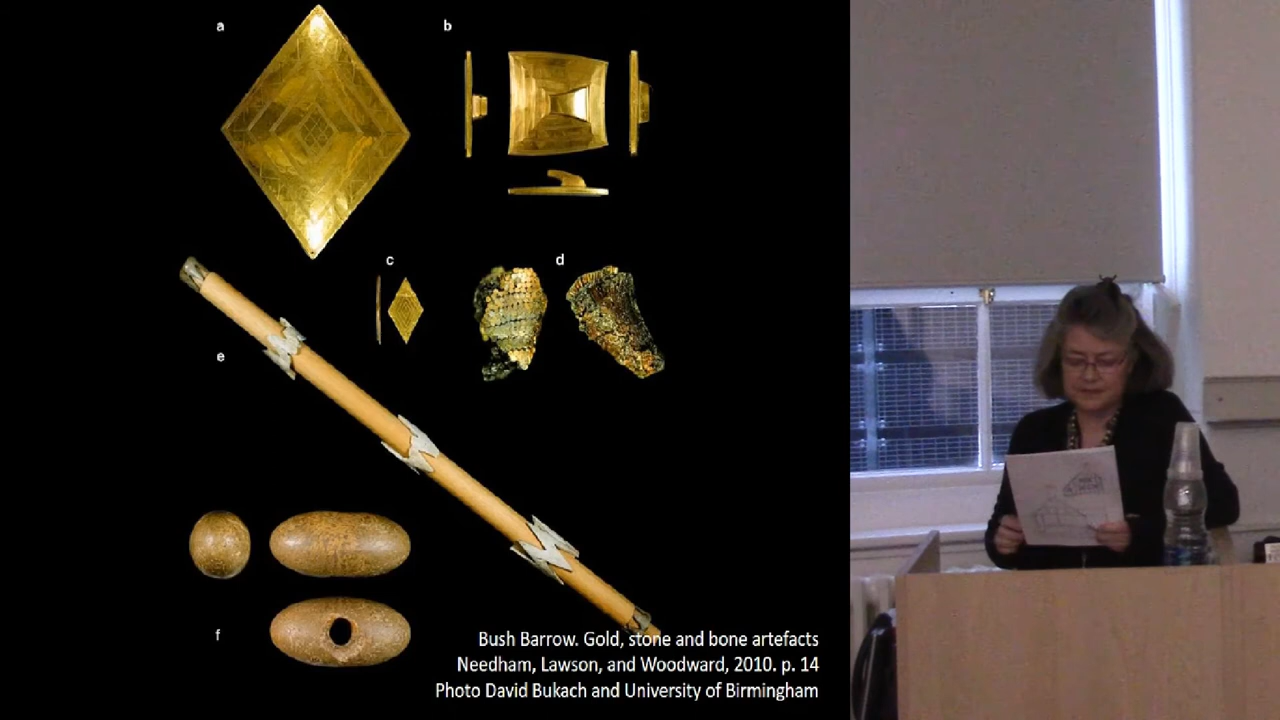 a
b
c
d
e
f
Bush Barrow. Gold, stone and bone artefacts
Needham, Lawson, and Woodward, 2010. p. 14
Photo David Bukach and University of Birmingham